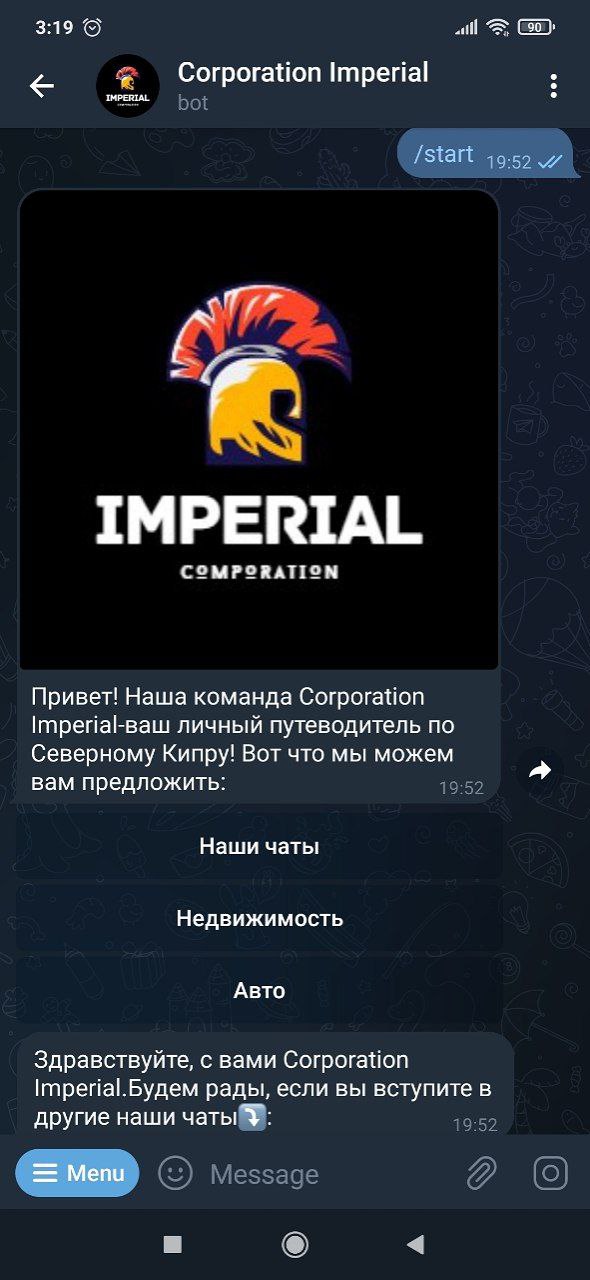 3:19
90
IMPERIAL
Corporation Imperial
bot
/start 19:52
IMPERIAL
COMPORATION
Привет! Наша команда Corporation
Imperial-ваш личный путеводитель по
Северному Кипру! Вот что мы можем
вам предложить:
19:52
Наши чаты
Недвижимость
Авто
Здравствуйте, с вами Corporation
Imperial.Будем рады, если вы вступите в
другие наши чаты⤵️:
19:52
Menu
Message